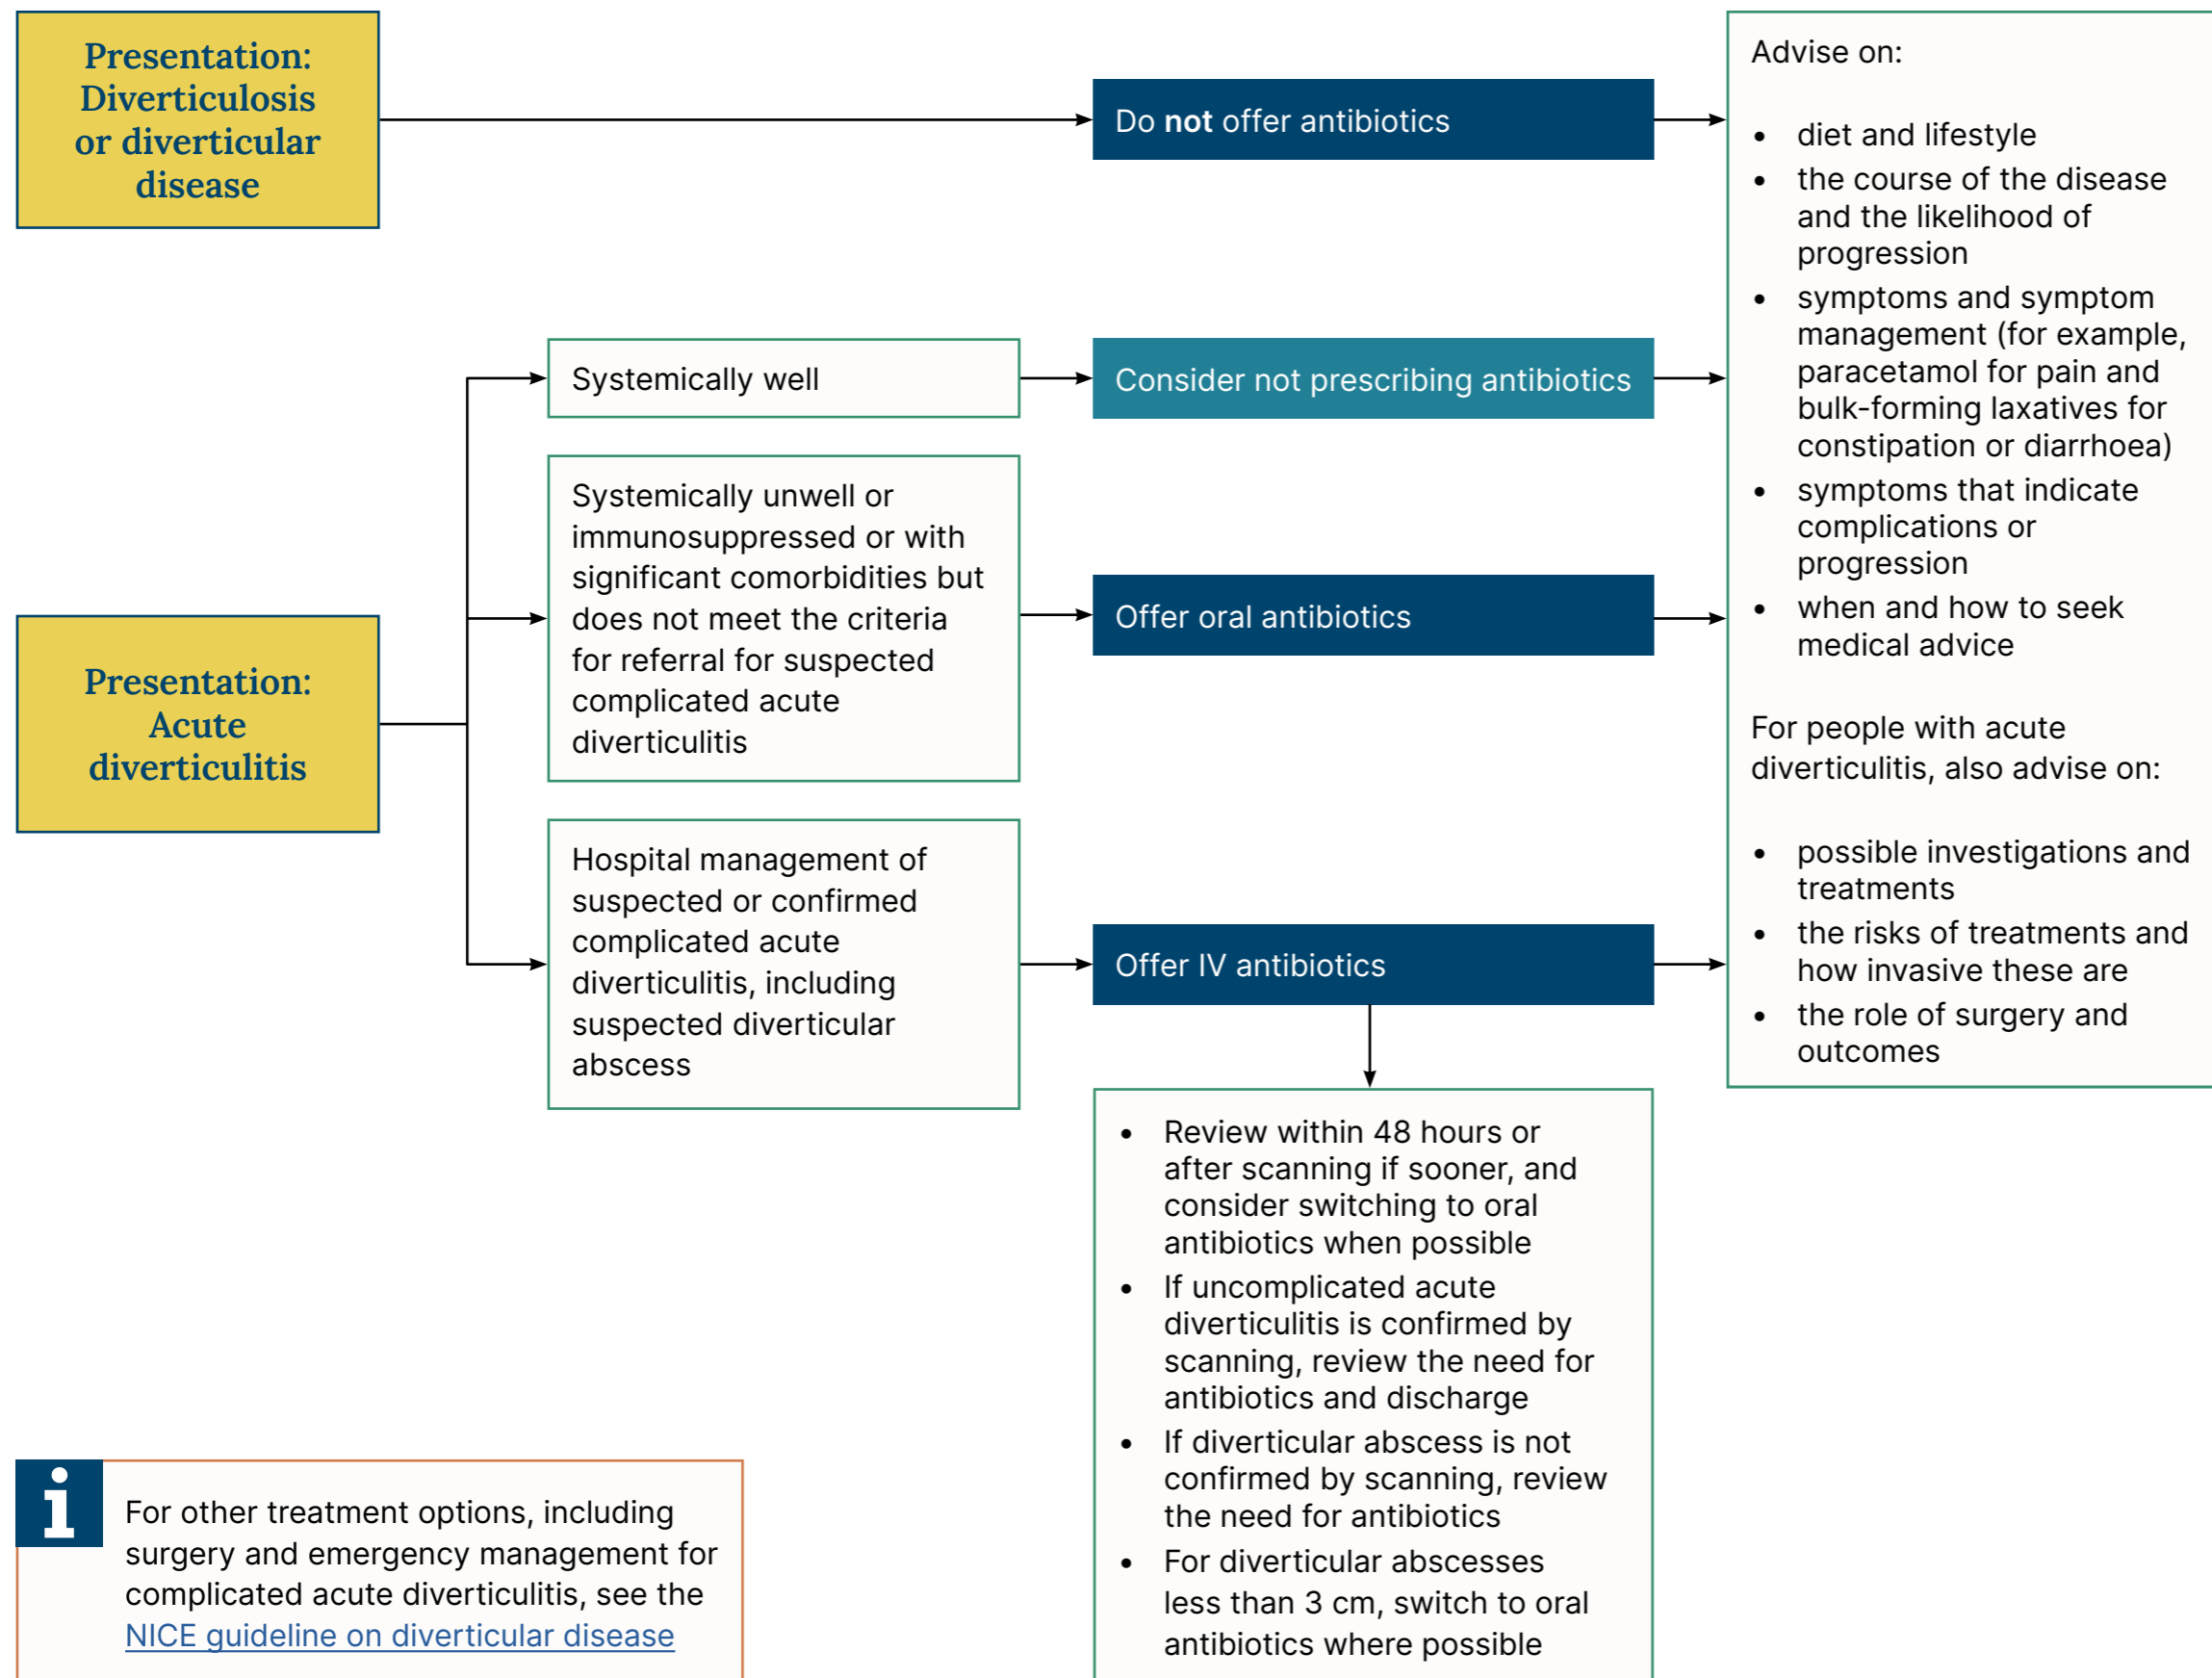 Presentation:
Diverticulosis
or diverticular
disease
Do not offer antibiotics
Presentation:
Acute
diverticulitis
Systemically well
Consider not prescribing antibiotics
Systemically unwell or
immunosuppressed or with
significant comorbidities but
does not meet the criteria
for referral for suspected
complicated acute
diverticulitis
Offer oral antibiotics
Hospital management of
suspected or confirmed
complicated acute
diverticulitis, including
suspected diverticular
abscess
Offer IV antibiotics
• Review within 48 hours or
after scanning if sooner, and
consider switching to oral
antibiotics when possible
• If uncomplicated acute
diverticulitis is confirmed by
scanning, review the need for
antibiotics and discharge
• If diverticular abscess is not
confirmed by scanning, review
the need for antibiotics
• For diverticular abscesses
less than 3 cm, switch to oral
antibiotics where possible
Advise on:
• diet and lifestyle
• the course of the disease
and the likelihood of
progression
• symptoms and symptom
management (for example,
paracetamol for pain and
bulk-forming laxatives for
constipation or diarrhoea)
• symptoms that indicate
complications or
progression
• when and how to seek
medical advice
For people with acute
diverticulitis, also advise on:
• possible investigations and
treatments
• the risks of treatments and
how invasive these are
• the role of surgery and
outcomes
i
For other treatment options, including
surgery and emergency management for
complicated acute diverticulitis, see the
NICE guideline on diverticular disease